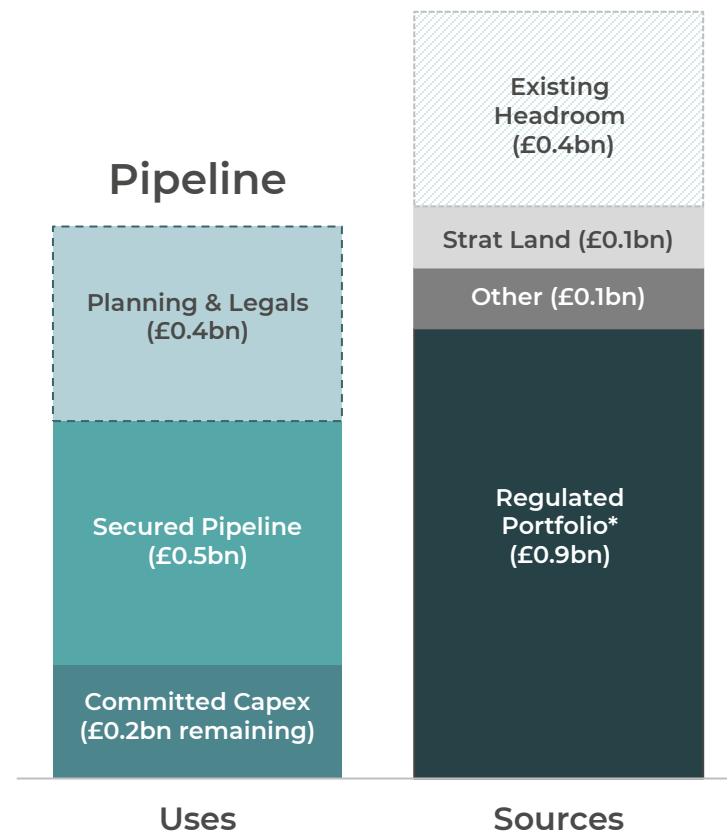 Pipeline
Planning & Legals
(£0.4bn)
Secured Pipeline
(£0.5bn)
Committed Capex
(£0.2bn remaining)
Uses
Existing
Headroom
(£0.4bn)
Strat Land (£0.1bn)
Other (£0.1bn)
Regulated
Portfolio*
(£0.9bn)
Sources